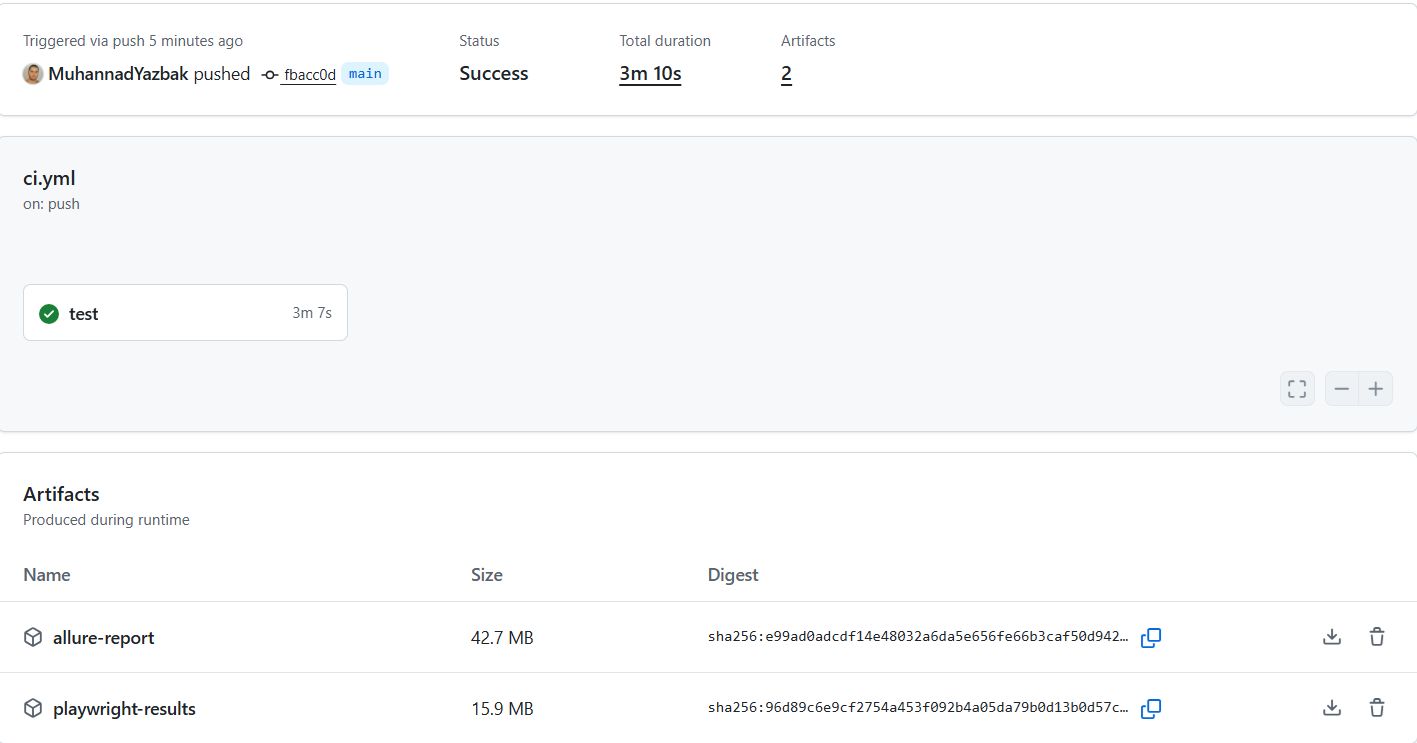 Triggered via push 5 minutes ago
MuhannadYazbak pushed fbacc0d main
Status
Success
Total duration
3m 10s
Artifacts
2
ci.yml
on: push
test 3m 7s
Artifacts
Produced during runtime
Name Size Digest
allure-report 42.7 MB sha256:e99ad0adcdf14e48032a6da5e656fe66b3caf50d942…
playwright-results 15.9 MB sha256:96d89c6e9cf2754a453f092b4a05da79b0d13b0d57c…